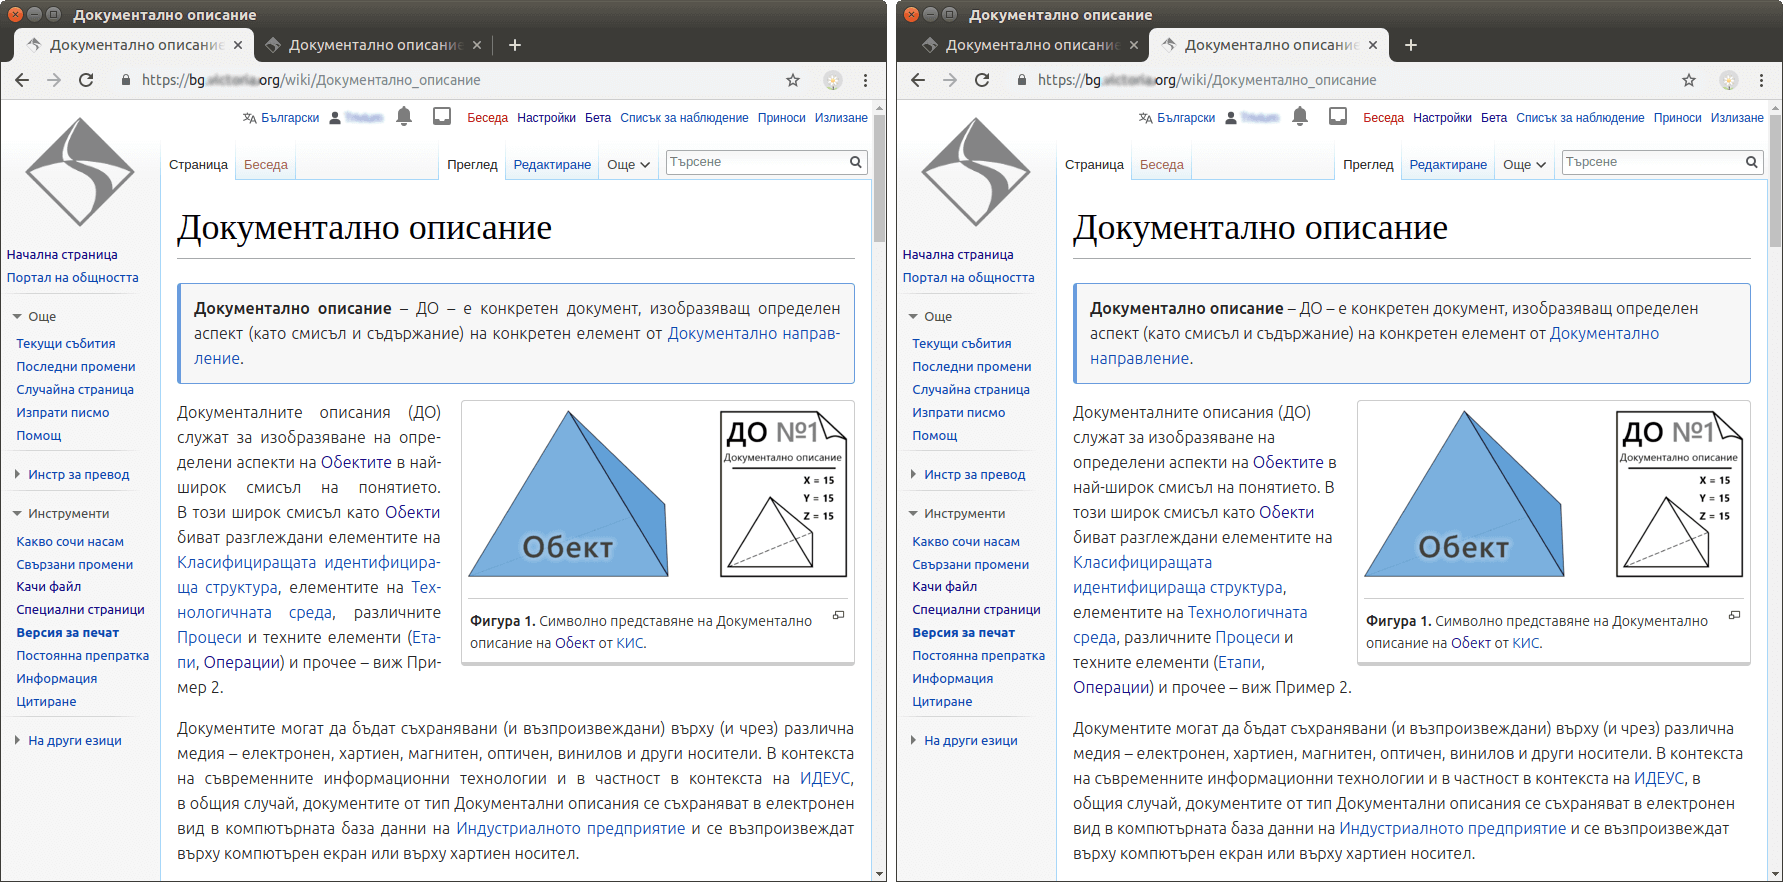 Документално описание
Документално описание
Документално описание
https://bg.org/wiki/Документално_описание
Български
Беседа
Настройки
Бета
Списък за наблюдение
Приноси
Излизане
Страница
Беседа
Преглед
Редактиране
Още
Търсене
Документално описание
Начална страница
Портал на общността
Още
Текущи събития
Последни промени
Случайна страница
Изпрати писмо
Помощ
Инстр за превод
Инструменти
Какво сочи насам
Свързани промени
Качи файл
Специални страници
Версия за печат
Постоянна препратка
Информация
Цитиране
На други езици
Документално описание – ДО – е конкретен документ, изобразяващ определен
аспект (като смисъл и съдържание) на конкретен елемент от Документално направ-
ление.
Документалните описания (ДО)
служат за изобразяване на опре-
делени аспекти на Обектите в най-
широк смисъл на понятието.
В този широк смисъл като Обекти
биват разглеждани елементите на
Класифициращата идентифицира-
ща структура, елементите на Тех-
нологичната среда, различните
Процеси и техните елементи (Ета-
пи, Операции) и прочее – виж При-
мер 2.
Обект
ДО №1
Документално описание
X = 15
Y = 15
Z = 15
Фигура 1. Символно представяне на Документално
описание на Обект от КИС.
Документите могат да бъдат съхранявани (и възпроизвеждани) върху (и чрез) различна
медия – електронен, хартиен, магнитен, оптичен, винилов и други носители. В контекста
на съвременните информационни технологии и в частност в контекста на ИДЕУС,
в общия случай, документите от тип Документални описания се съхраняват в електронен
вид в компютърната база данни на Индустриалното предприятие и се възпроизвеждат
върху компютърен екран или върху хартиен носител.
Документално описание
Документално описание
Документално описание
https://bg.org/wiki/Документално_описание
Български
Беседа
Настройки
Бета
Списък за наблюдение
Приноси
Излизане
Страница
Беседа
Преглед
Редактиране
Още
Търсене
Документално описание
Начална страница
Портал на общността
Още
Текущи събития
Последни промени
Случайна страница
Изпрати писмо
Помощ
Инстр за превод
Инструменти
Какво сочи насам
Свързани промени
Качи файл
Специални страници
Версия за печат
Постоянна препратка
Информация
Цитиране
На други езици
Документално описание – ДО – е конкретен документ, изобразяващ определен
аспект (като смисъл и съдържание) на конкретен елемент от Документално
направление.
Документалните описания (ДО)
служат за изобразяване на
определени аспекти на Обектите в
най-широк смисъл на понятието. В
този широк смисъл като Обекти
биват разглеждани елементите на
Класифициращата
идентифицираща структура,
елементите на Технологичната
среда, различните Процеси и
техните елементи (Етапи,
Операции) и прочее – виж Пример 2.
Обект
ДО №1
Документално описание
X = 15
Y = 15
Z = 15
Фигура 1. Символно представяне на Документално
описание на Обект от КИС.
Документите могат да бъдат съхранявани (и възпроизвеждани) върху (и чрез) различна
медия – електронен, хартиен, магнитен, оптичен, винилов и други носители. В контекста
на съвременните информационни технологии и в частност в контекста на ИДЕУС, в
общия случай, документите от тип Документални описания се съхраняват в електронен
вид в компютърната база данни на Индустриалното предприятие и се възпроизвеждат
върху компютърен екран или върху хартиен носител.